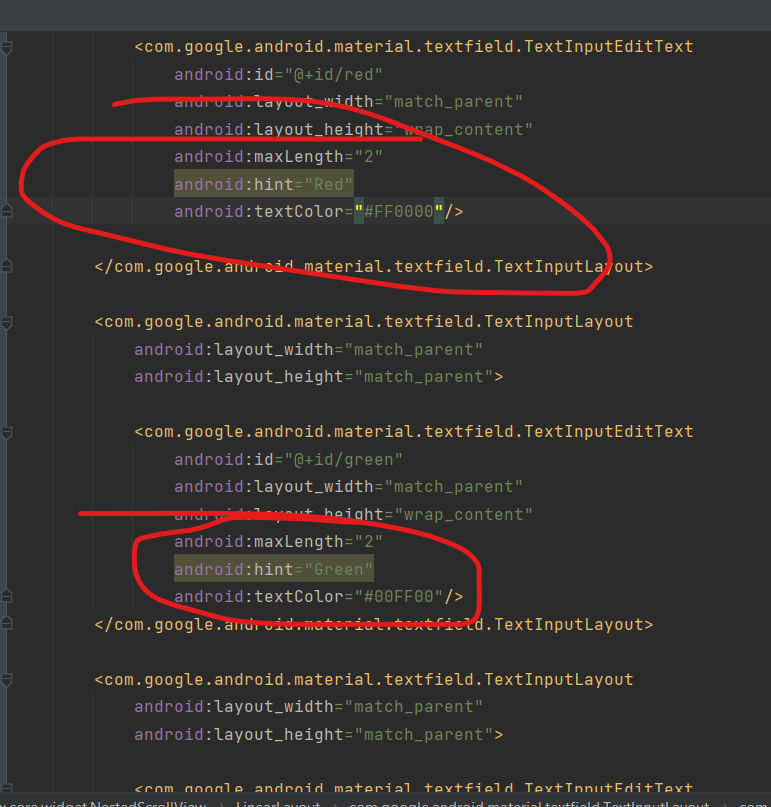 <com.google.android.material.textfield.TextInputEditText
android:id="@+id/red"
android:layout_width="match_parent"
android:layout_height="wrap_content"
android:maxLength="2"
android:hint="Red"
android:textColor="#FF0000"/>
</com.google.android.material.textfield.TextInputLayout>
<com.google.android.material.textfield.TextInputLayout
android:layout_width="match_parent"
android:layout_height="match_parent">
<com.google.android.material.textfield.TextInputEditText
android:id="@+id/green"
android:layout_width="match_parent"
android:layout_height="wrap_content"
android:maxLength="2"
android:hint="Green"
android:textColor="#00FF00"/>
</com.google.android.material.textfield.TextInputLayout>
<com.google.android.material.textfield.TextInputLayout
android:layout_width="match_parent"
android:layout_height="match_parent">
<com.google.android.material.textfield.TextInputEditText
x.core.widget.NestedScrollView > LinearLayout > com.google.android.material.textfield.TextInputLayout > com